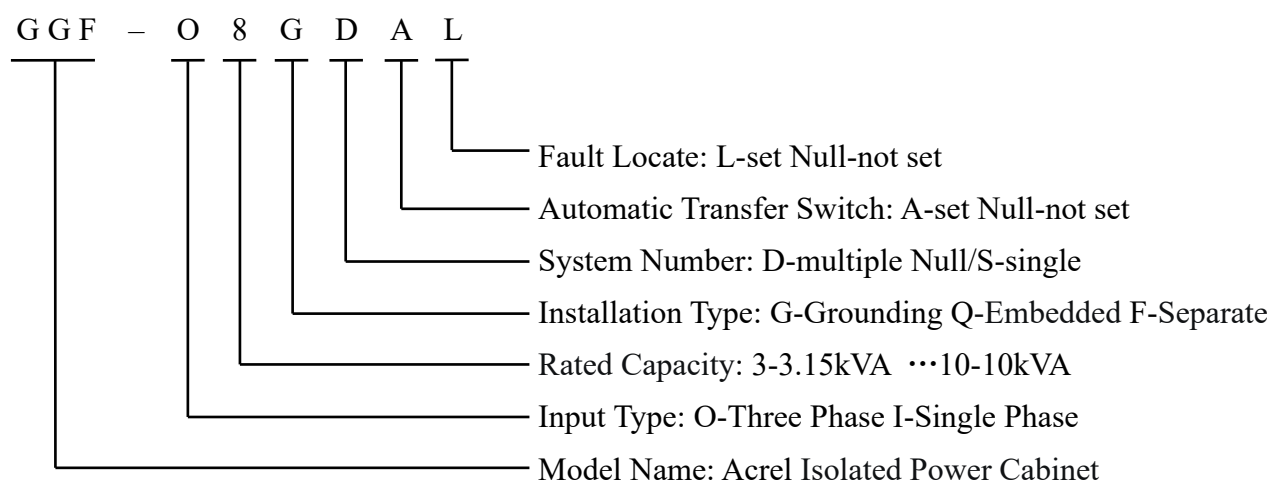 GGF – O 8 G D A L
Fault Locate: L-set Null-not set
Automatic Transfer Switch: A-set Null-not set
System Number: D-multiple Null/S-single
Installation Type: G-Grounding Q-Embedded F-Separate
Rated Capacity: 3-3.15kVA ···10-10kVA
Input Type: O-Three Phase I-Single Phase
Model Name: Acrel Isolated Power Cabinet